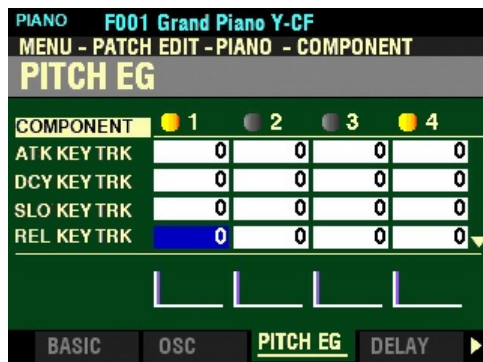 PIANO F001 Grand Piano Y-CF
MENU - PATCH EDIT - PIANO - COMPONENT
PITCH EG
COMPONENT 1 2 3 4
ATK KEY TRK 0 0 0 0
DCY KEY TRK 0 0 0 0
SLO KEY TRK 0 0 0 0
REL KEY TRK 0 0 0 0
BASIC OSC PITCH EG DELAY